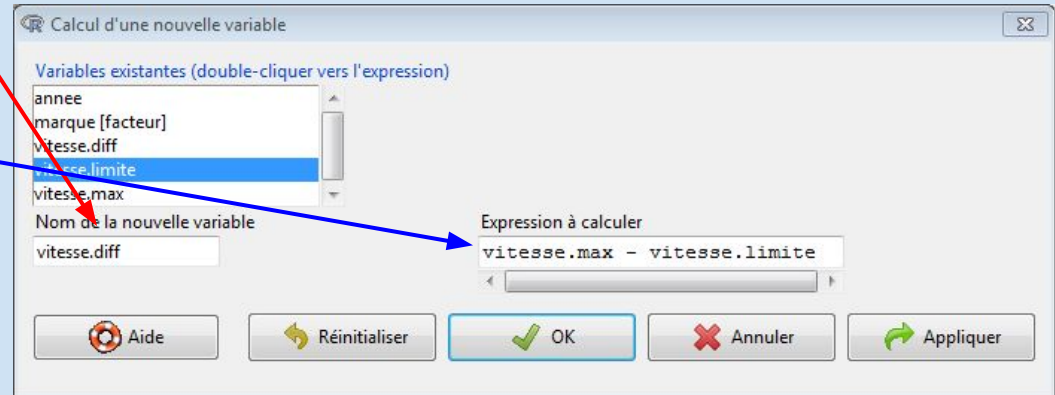 Calcul d'une nouvelle variable
Variables existantes (double-cliquer vers l'expression)
annee
marque [facteur]
vitesse.diff
vitesse.limite
vitesse.max
Nom de la nouvelle variable
Expression à calculer
vitesse.diff
vitesse.max - vitesse.limite
Aide
Réinitialiser
OK
Annuler
Appliquer